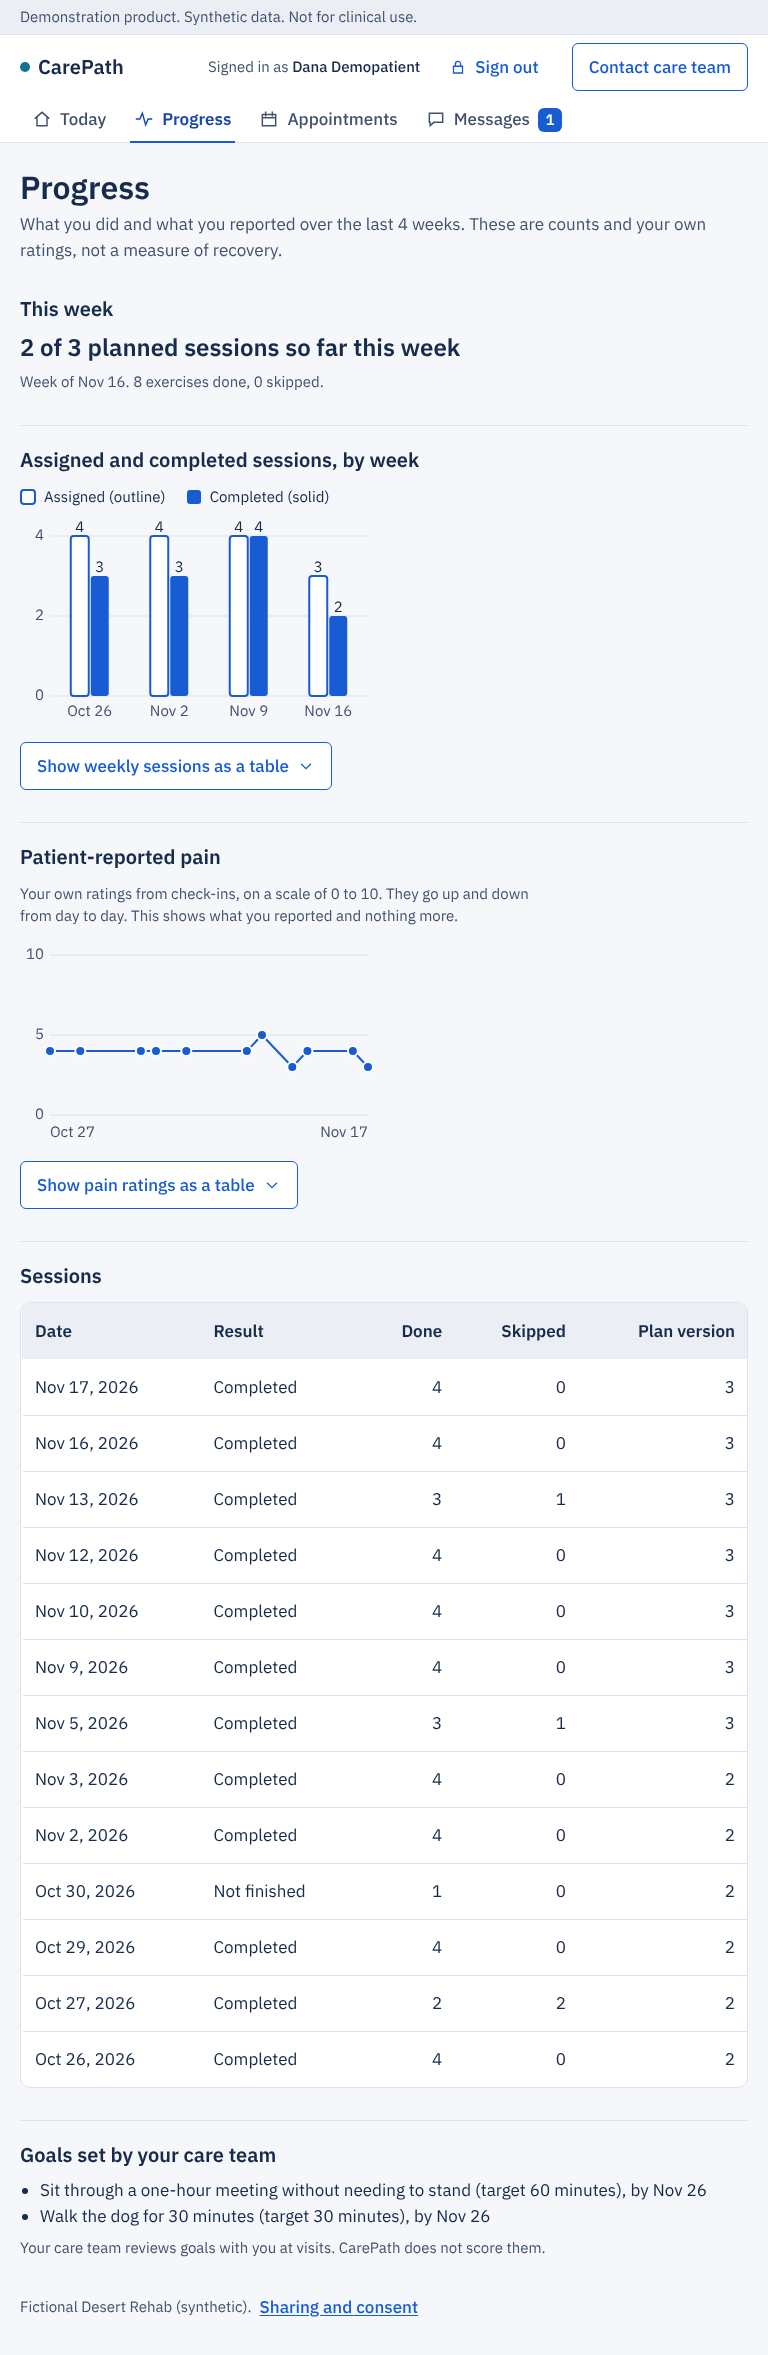 Demonstration product. Synthetic data. Not for clinical use.
CarePath
Signed in as Dana Demopatient
Sign out
Contact care team
Today
Progress
Appointments
Messages 1
Progress
What you did and what you reported over the last 4 weeks. These are counts and your own
ratings, not a measure of recovery.
This week
2 of 3 planned sessions so far this week
Week of Nov 16. 8 exercises done, 0 skipped.
Assigned and completed sessions, by week
Assigned (outline) Completed (solid)
4 4 4 4 4
3 3 3
2 2
0
Oct 26 Nov 2 Nov 9 Nov 16
Show weekly sessions as a table
Patient-reported pain
Your own ratings from check-ins, on a scale of 0 to 10. They go up and down
from day to day. This shows what you reported and nothing more.
10
5
0
Oct 27 Nov 17
Show pain ratings as a table
Sessions
Date Result Done Skipped Plan version
Nov 17, 2026 Completed 4 0 3
Nov 16, 2026 Completed 4 0 3
Nov 13, 2026 Completed 3 1 3
Nov 12, 2026 Completed 4 0 3
Nov 10, 2026 Completed 4 0 3
Nov 9, 2026 Completed 4 0 3
Nov 5, 2026 Completed 3 1 3
Nov 3, 2026 Completed 4 0 2
Nov 2, 2026 Completed 4 0 2
Oct 30, 2026 Not finished 1 0 2
Oct 29, 2026 Completed 4 0 2
Oct 27, 2026 Completed 2 2 2
Oct 26, 2026 Completed 4 0 2
Goals set by your care team
• Sit through a one-hour meeting without needing to stand (target 60 minutes), by Nov 26
• Walk the dog for 30 minutes (target 30 minutes), by Nov 26
Your care team reviews goals with you at visits. CarePath does not score them.
Fictional Desert Rehab (synthetic). Sharing and consent